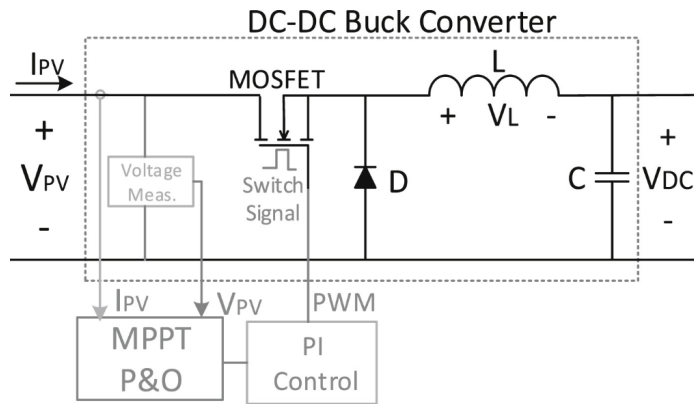 DC-DC Buck Converter
IPV
MOSFET
L
+ VL -
+
VPV
-
Voltage
Meas.
Switch
Signal
D
C
+
VDC
-
IPV
VPV
PWM
MPPT
P&O
PI
Control